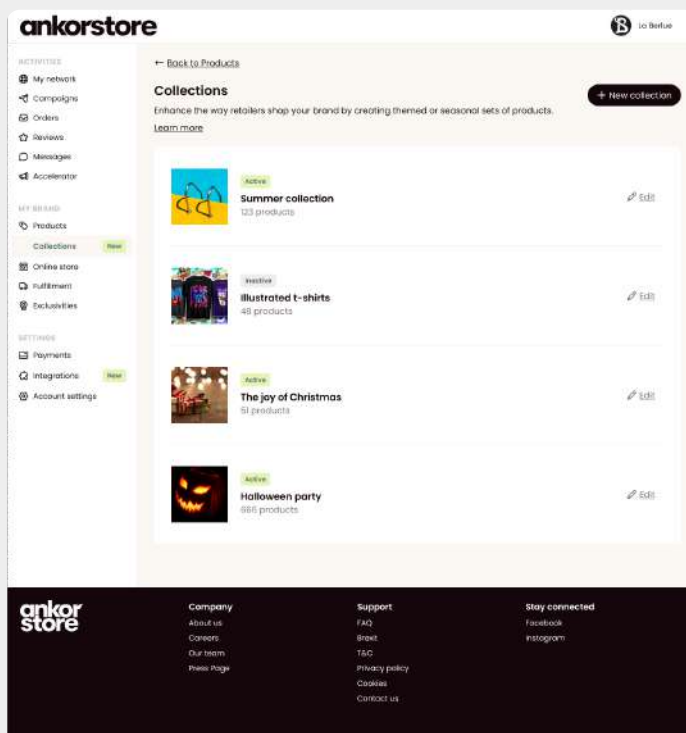 ankorstore
Lo Berlue
ACTIVITIES
My network
Campaigns
Orders
Reviews
Messages
Accelerator
MY BRAND
Products
Collections New
Online store
Fulfillment
Exclusivities
SETTINGS
Payments
Integrations New
Account settings
← Back to Products
Collections
+ New collection
Enhance the way retailers shop your brand by creating themed or seasonal sets of products.
Learn more
Active
Summer collection
123 products
Edit
Inactive
Illustrated t-shirts
48 products
Edit
Active
The joy of Christmas
51 products
Edit
Active
Halloween party
666 products
Edit
ankor
store
Company
About us
Careers
Our team
Press Page
Support
FAQ
Brexit
T&C
Privacy policy
Cookies
Contact us
Stay connected
Facebook
Instagram